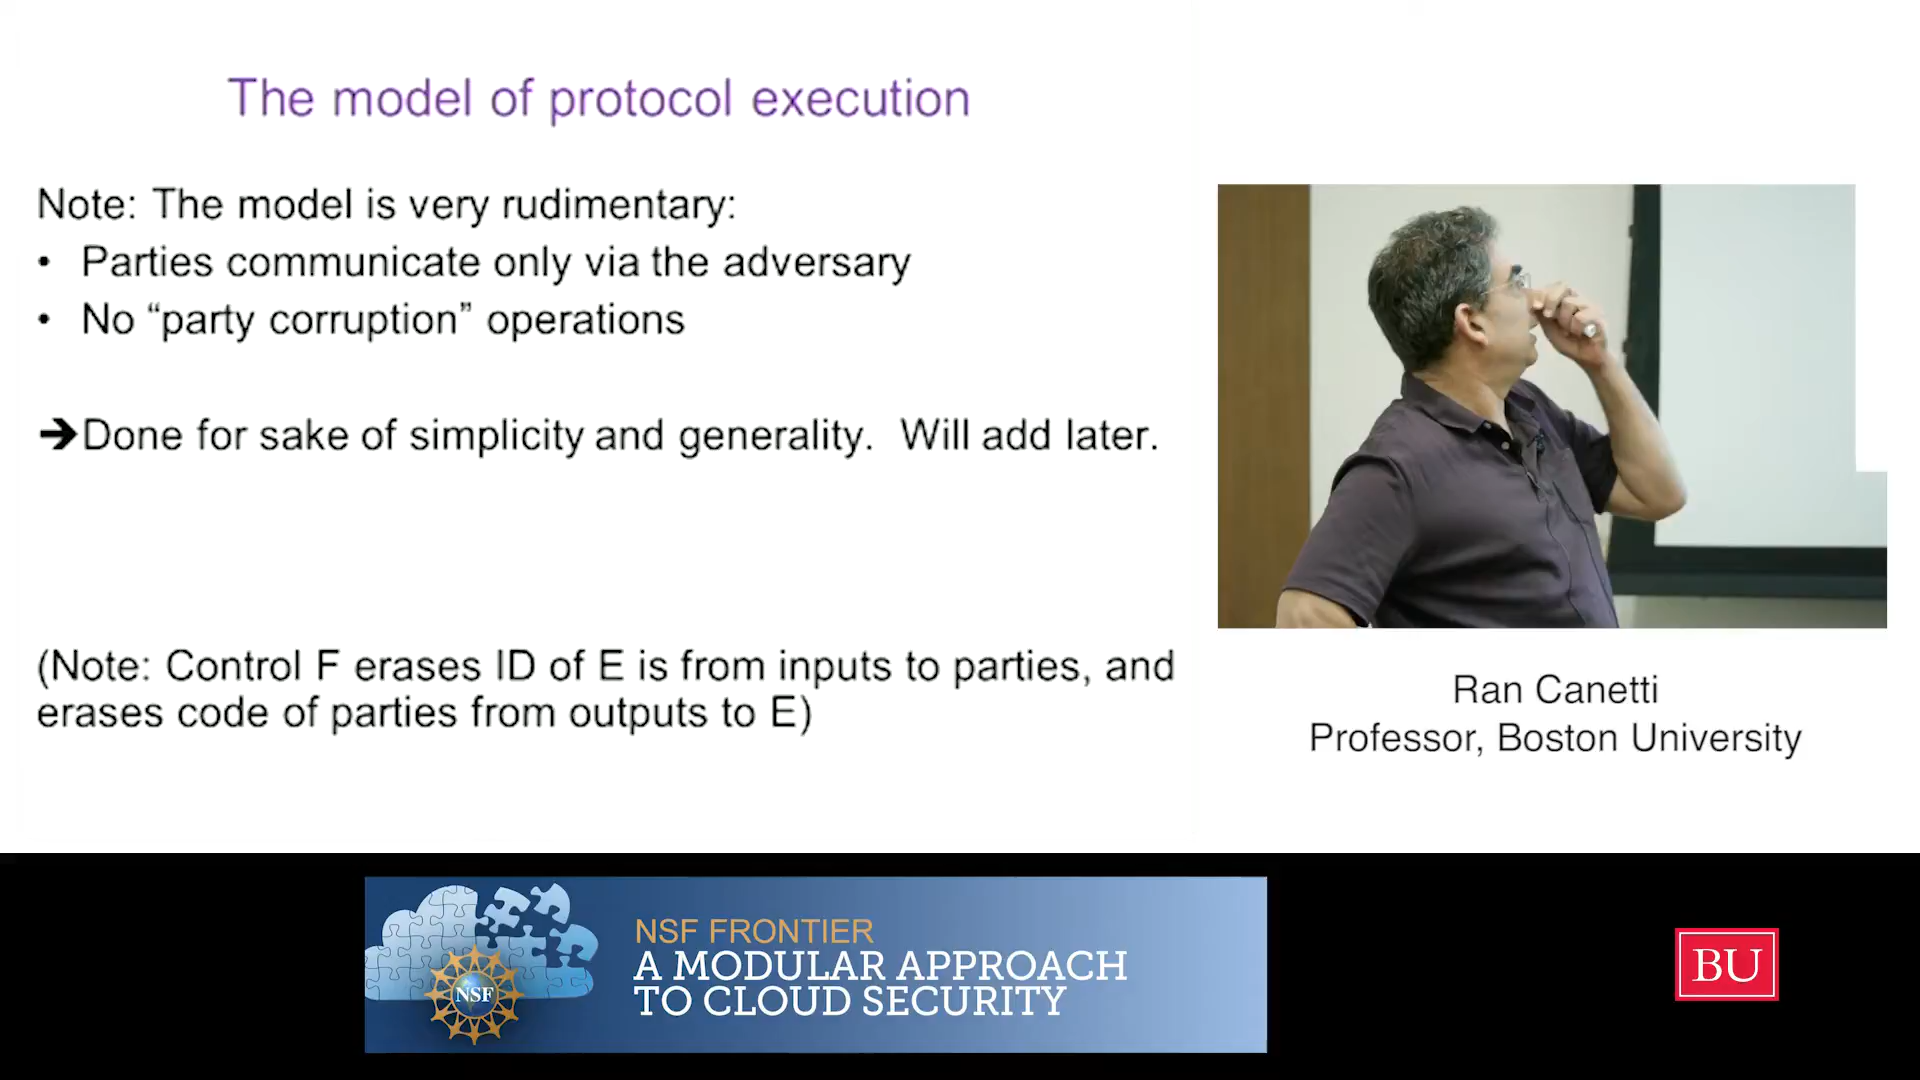 The model of protocol execution
Note: The model is very rudimentary:
• Parties communicate only via the adversary
• No “party corruption” operations
➔Done for sake of simplicity and generality. Will add later.
(Note: Control F erases ID of E is from inputs to parties, and
erases code of parties from outputs to E)
Ran Canetti
Professor, Boston University
NSF
NSF FRONTIER
A MODULAR APPROACH
TO CLOUD SECURITY
BU